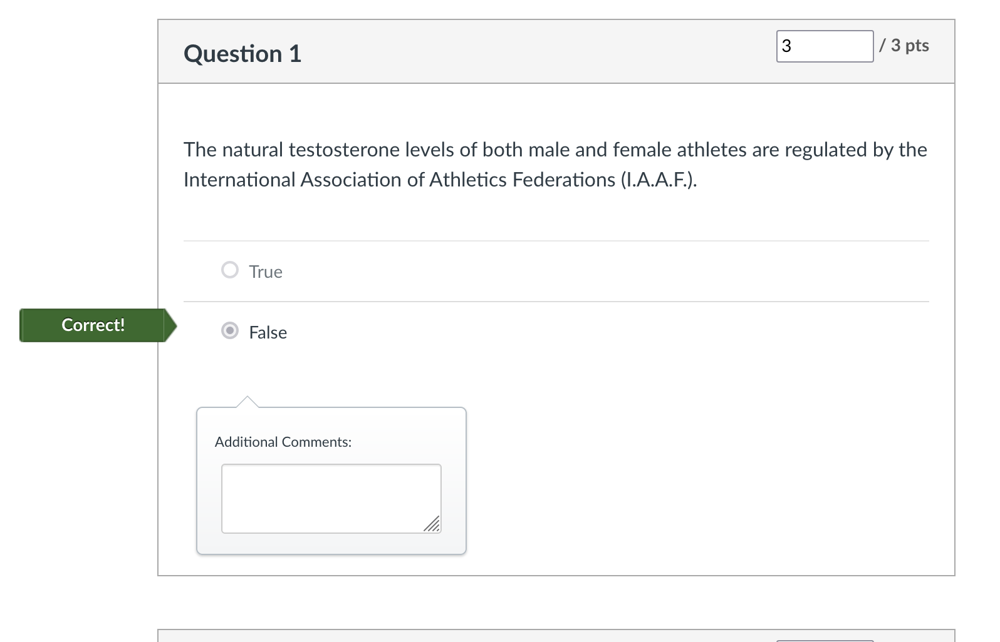 Question 1
3 / 3 pts
The natural testosterone levels of both male and female athletes are regulated by the
International Association of Athletics Federations (I.A.A.F.).
True
Correct!
False
Additional Comments: